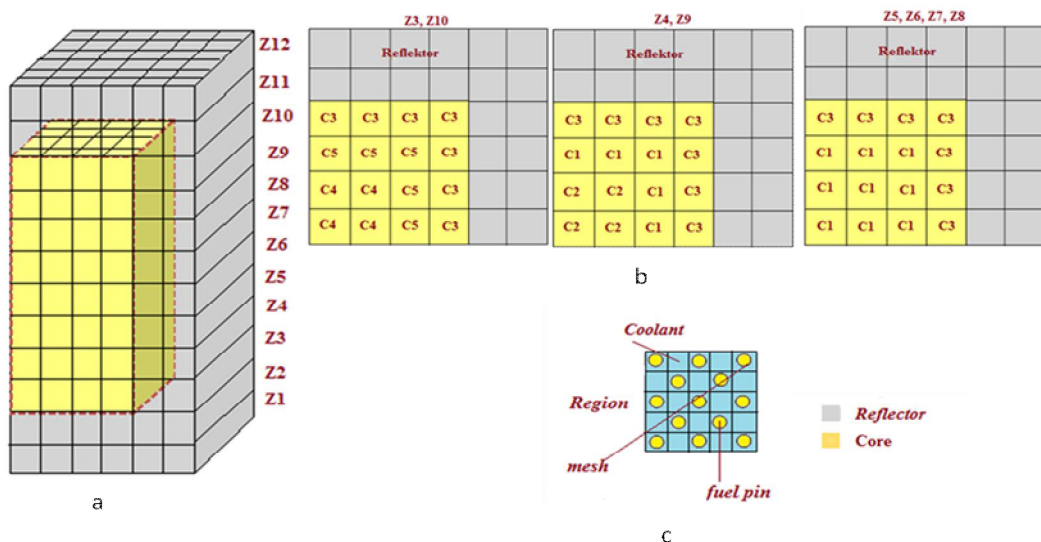 Z12
Z11
Z10
Z9
Z8
Z7
Z6
Z5
Z4
Z3
Z2
Z1
a
Z3, Z10
Reflektor
C3 C3 C3 C3
C5 C5 C5 C3
C4 C4 C5 C3
C4 C4 C5 C3
Z4, Z9
Reflektor
C3 C3 C3 C3
C1 C1 C1 C3
C2 C2 C1 C3
C2 C2 C1 C3
Z5, Z6, Z7, Z8
Reflektor
C3 C3 C3 C3
C1 C1 C1 C3
C1 C1 C1 C3
C1 C1 C1 C3
b
Coolant
Region
mesh
fuel pin
Reflector
Core
c